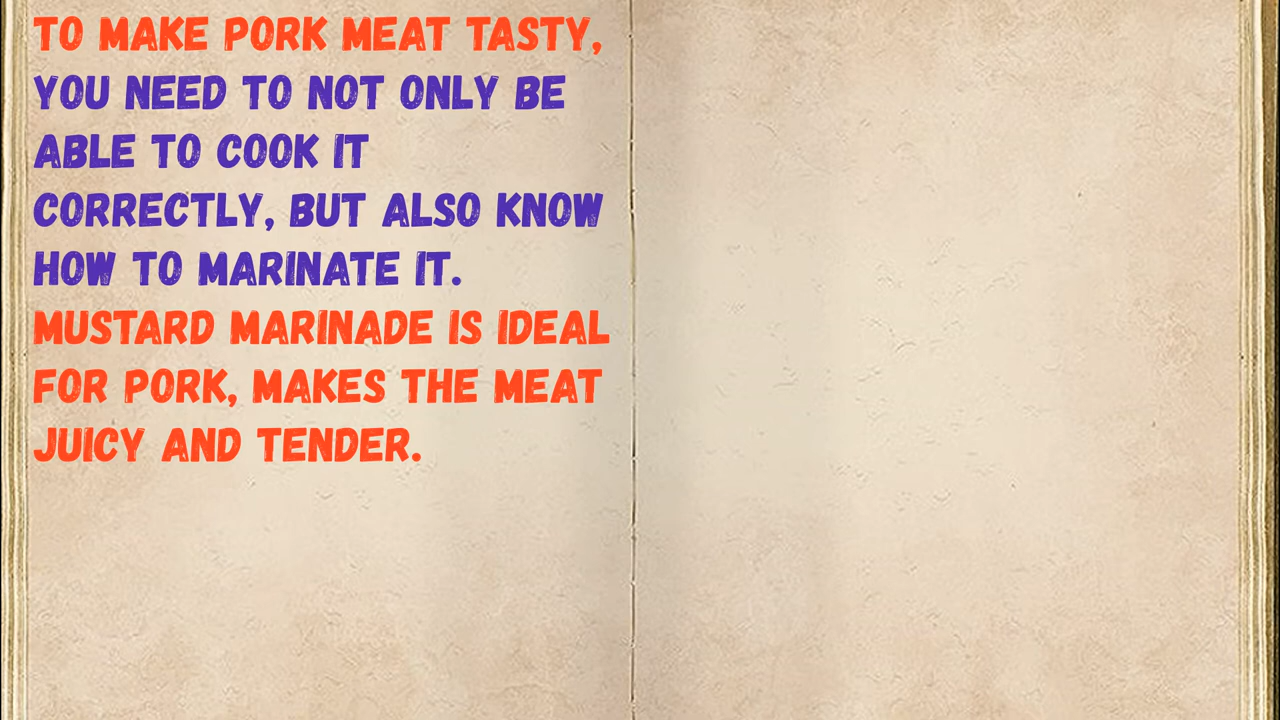 TO MAKE PORK MEAT TASTY,
YOU NEED TO NOT ONLY BE
ABLE TO COOK IT
CORRECTLY, BUT ALSO KNOW
HOW TO MARINATE IT.
MUSTARD MARINADE IS IDEAL
FOR PORK, MAKES THE MEAT
JUICY AND TENDER.